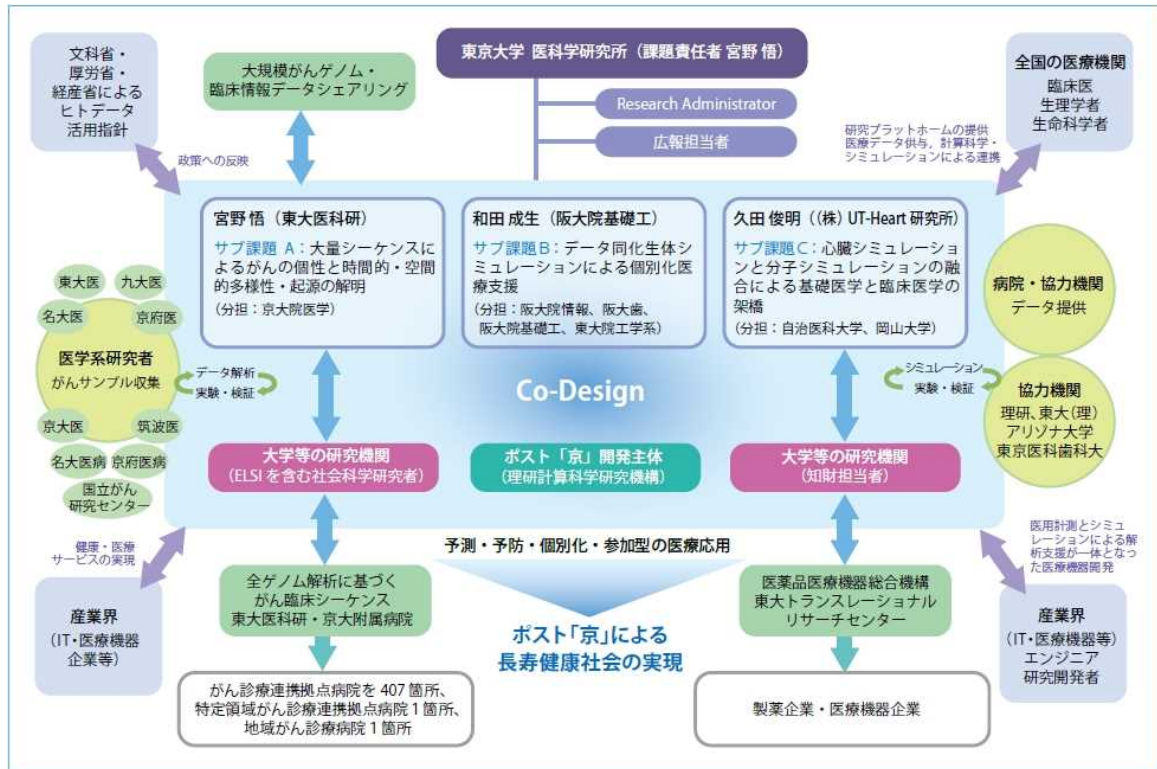 文科省・
厚労省・
経産省による
ヒトデータ
活用指針
大規模がんゲノム・
臨床情報データシェアリング
東京大学 医科学研究所(課題責任者 宮野 悟)
Research Administrator
広報担当者
全国の医療機関
臨床医
生理学者
生命科学者
政策への反映
研究プラットホームの提供
医療データ供与，計算科学・
シミュレーションによる連携
宮野 悟(東大医科研)
サブ課題 A：大量シーケンスに
よるがんの個性と時間的・空間
的多様性・起源の解明
(分担：京大院医学)
和田 成生(阪大院基礎工)
サブ課題B：データ同化生体シ
ミュレーションによる個別化医
療支援
(分担：阪大院情報、阪大歯、
阪大院基礎工、東大院工学系)
久田 俊明((株) UT-Heart 研究所)
サブ課題C：心臓シミュレーショ
ンと分子シミュレーションの融
合による基礎医学と臨床医学の
架橋
(分担：自治医科大学、岡山大学)
東大医
九大医
名大医
京府医
医学系研究者
がんサンプル収集
京大医
筑波医
名大医病
京府医病
国立がん
研究センター
データ解析
実験・検証
Co-Design
シミュレーション
実験・検証
病院・協力機関
データ提供
協力機関
理研、東大(理)
アリゾナ大学
東京医科歯科大
大学等の研究機関
(ELSI を含む社会科学研究者)
ポスト「京」開発主体
(理研計算科学研究機構)
大学等の研究機関
(知財担当者)
健康・医療
サービスの実現
予測・予防・個別化・参加型の医療応用
医用計測とシミュ
レーションによる解
析支援が一体となっ
た医療機器開発
産業界
(IT・医療機器
企業等)
全ゲノム解析に基づく
がん臨床シーケンス
東大医科研・京大附属病院
ポスト「京」による
長寿健康社会の実現
医薬品医療機器総合機構
東大トランスレーショナル
リサーチセンター
産業界
(IT・医療機器等)
エンジニア
研究開発者
がん診療連携拠点病院を 407 箇所、
特定領域がん診療連携拠点病院 1 箇所、
地域がん診療病院 1 箇所
製薬企業・医療機器企業